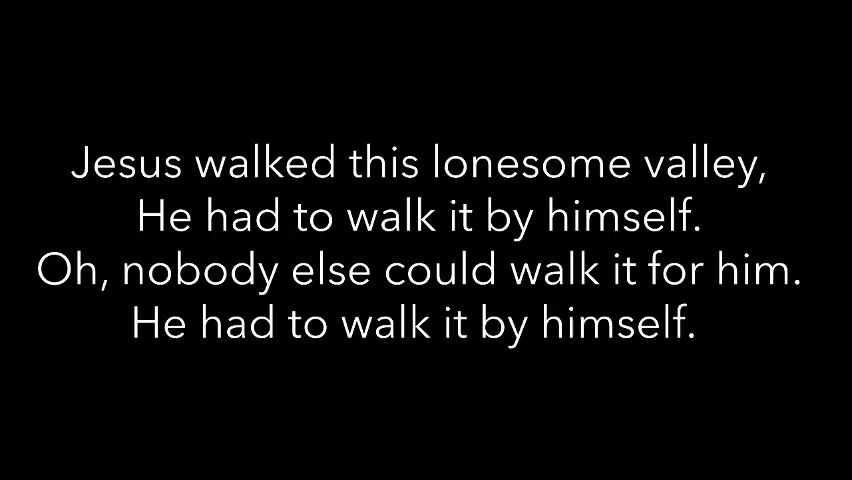 Jesus walked this lonesome valley,
He had to walk it by himself.
Oh, nobody else could walk it for him.
He had to walk it by himself.